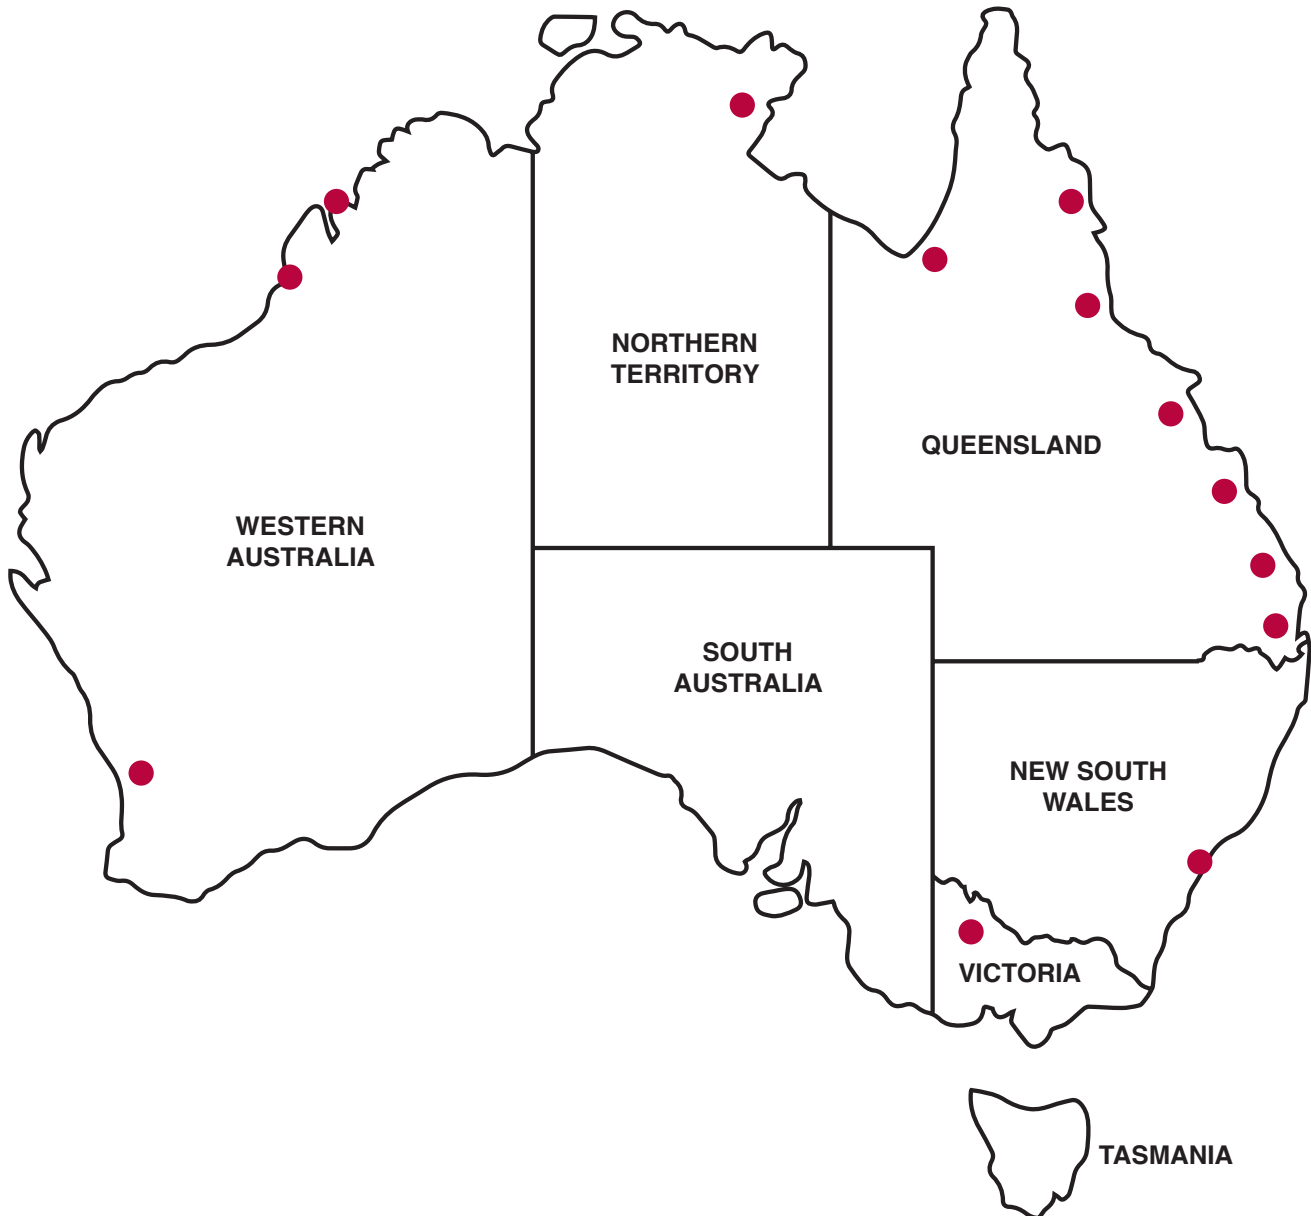 NORTHERN
TERRITORY
QUEENSLAND
WESTERN
AUSTRALIA
SOUTH
AUSTRALIA
NEW SOUTH
WALES
VICTORIA
TASMANIA